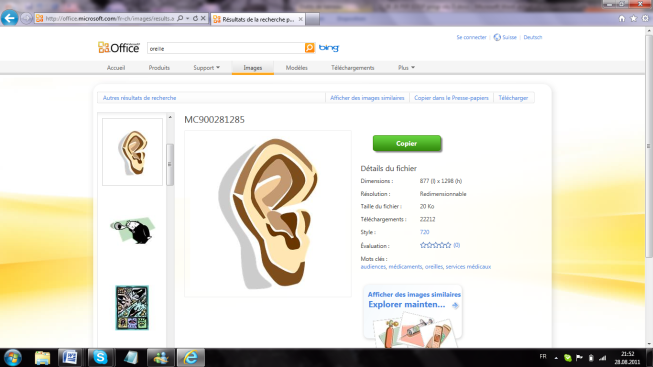 http://office.microsoft.com/fr-ch/images/results.a
Résultats de la recherche p...
Se connecter | Suisse | Deutsch
Office oreille bing
Accueil Produits Support Images Modèles Téléchargements Plus
Autres résultats de recherche Afficher des images similaires Copier dans le Presse-papiers Télécharger
MC900281285
Copier
Détails du fichier
Dimensions : 877 (l) x 1298 (h)
Résolution : Redimensionnable
Taille du fichier : 20 Ko
Téléchargements : 22212
Style : 720
Évaluation : (0)
Mots clés :
audiences, médicaments, oreilles, services médicaux
Afficher des images similaires
Explorer mainten...
FR 21:52
28.08.2011